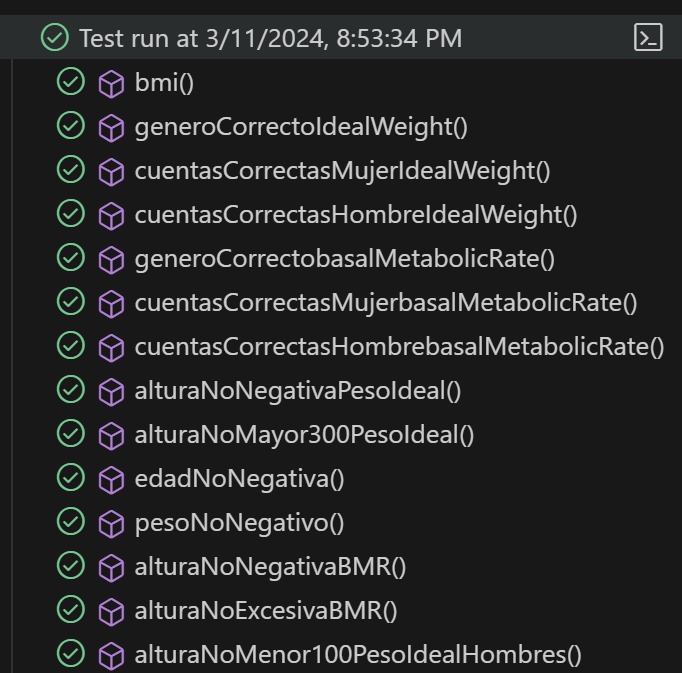 Test run at 3/11/2024, 8:53:34 PM
bmi()
generoCorrectoIdealWeight()
cuentasCorrectasMujerIdealWeight()
cuentasCorrectasHombreIdealWeight()
generoCorrectobasalMetabolicRate()
cuentasCorrectasMujerbasalMetabolicRate()
cuentasCorrectasHombrebasalMetabolicRate()
alturaNoNegativaPesoIdeal()
alturaNoMayor300PesoIdeal()
edadNoNegativa()
pesoNoNegativo()
alturaNoNegativaBMR()
alturaNoExcesivaBMR()
alturaNoMenor100PesoIdealHombres()